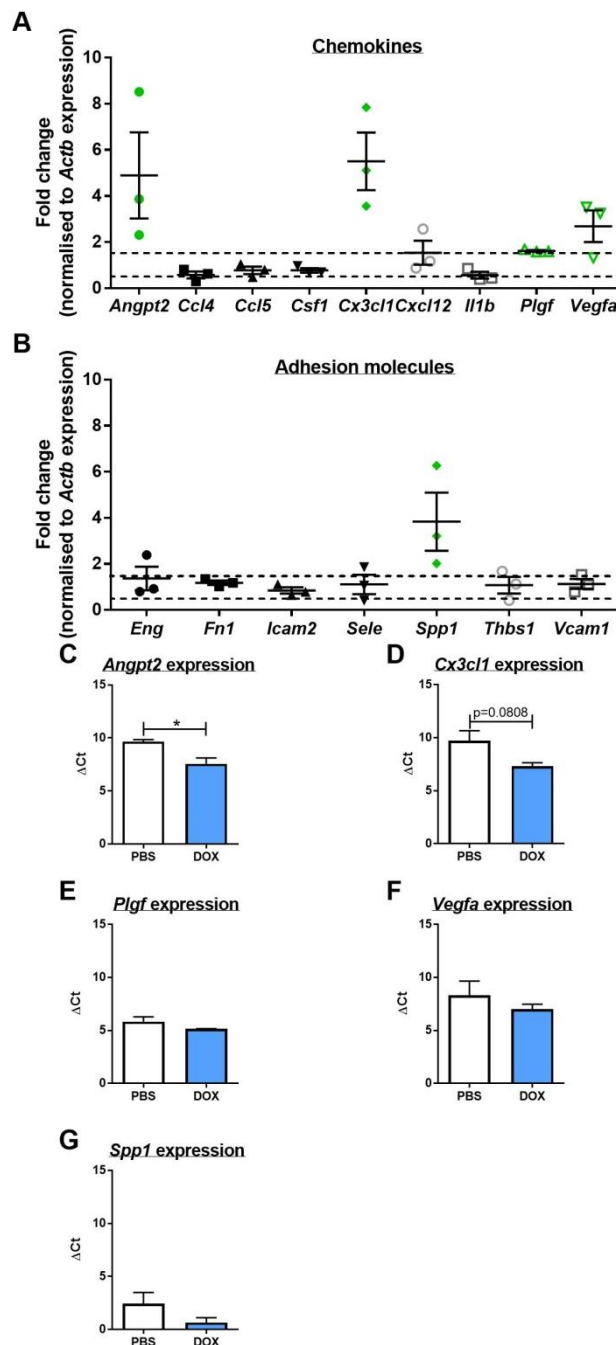 A
Chemokines
Fold change
(normalised to Actb expression)
10
8
6
4
2
0
Angpt2 Ccl4 Ccl5 Csf1 Cx3cl1 Cxcl12 Il1b Plgf Vegfa
B
Adhesion molecules
Fold change
(normalised to Actb expression)
10
8
6
4
2
0
Eng Fn1 Icam2 Sele Spp1 Thbs1 Vcam1
C
Angpt2 expression
ΔCt
15
10
5
0
*
PBS DOX
D
Cx3cl1 expression
ΔCt
15
10
5
0
p=0.0808
PBS DOX
E
Plgf expression
ΔCt
15
10
5
0
PBS DOX
F
Vegfa expression
ΔCt
15
10
5
0
PBS DOX
G
Spp1 expression
ΔCt
15
10
5
0
PBS DOX